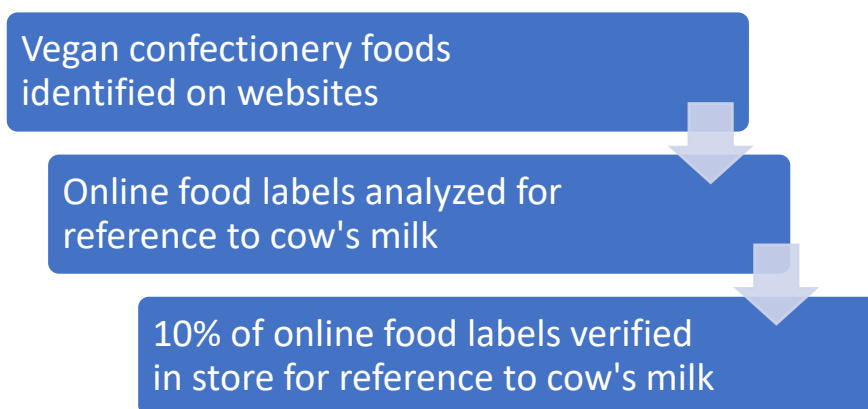 Vegan confectionery foods
identified on websites
Online food labels analyzed for
reference to cow's milk
10% of online food labels verified
in store for reference to cow's milk